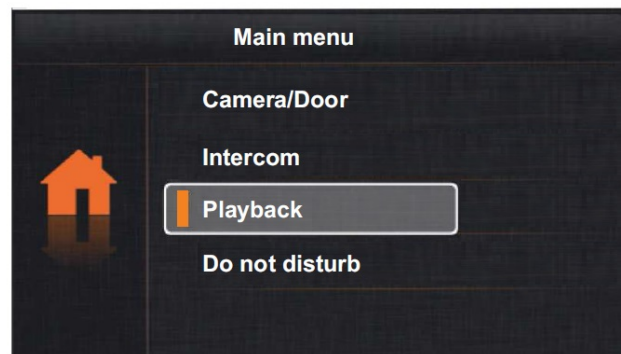 Main menu
Camera/Door
Intercom
Playback
Do not disturb